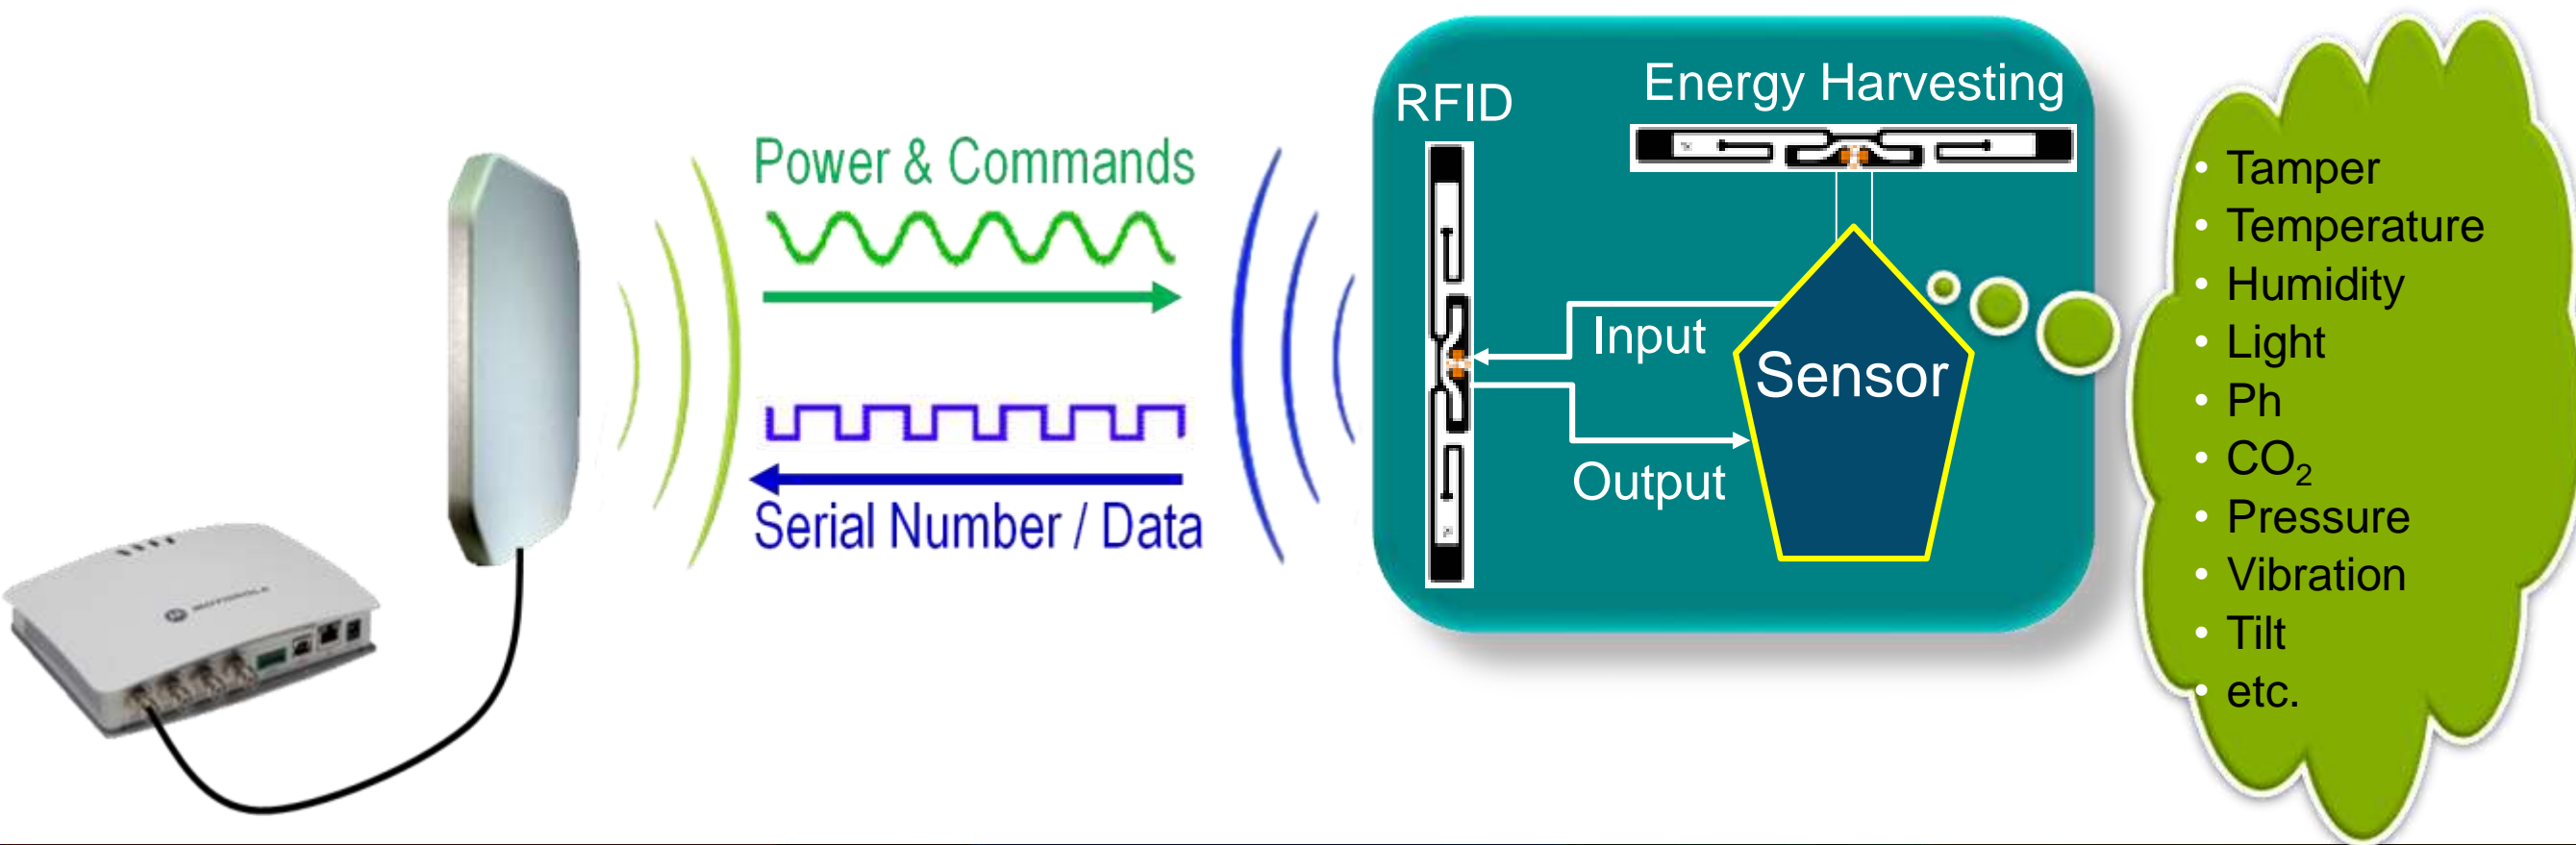 Power & Commands
Serial Number / Data
MOTOROLA
RFID
Energy Harvesting
Input
Output
Sensor
• Tamper
• Temperature
• Humidity
• Light
• Ph
• CO₂
• Pressure
• Vibration
• Tilt
• etc.